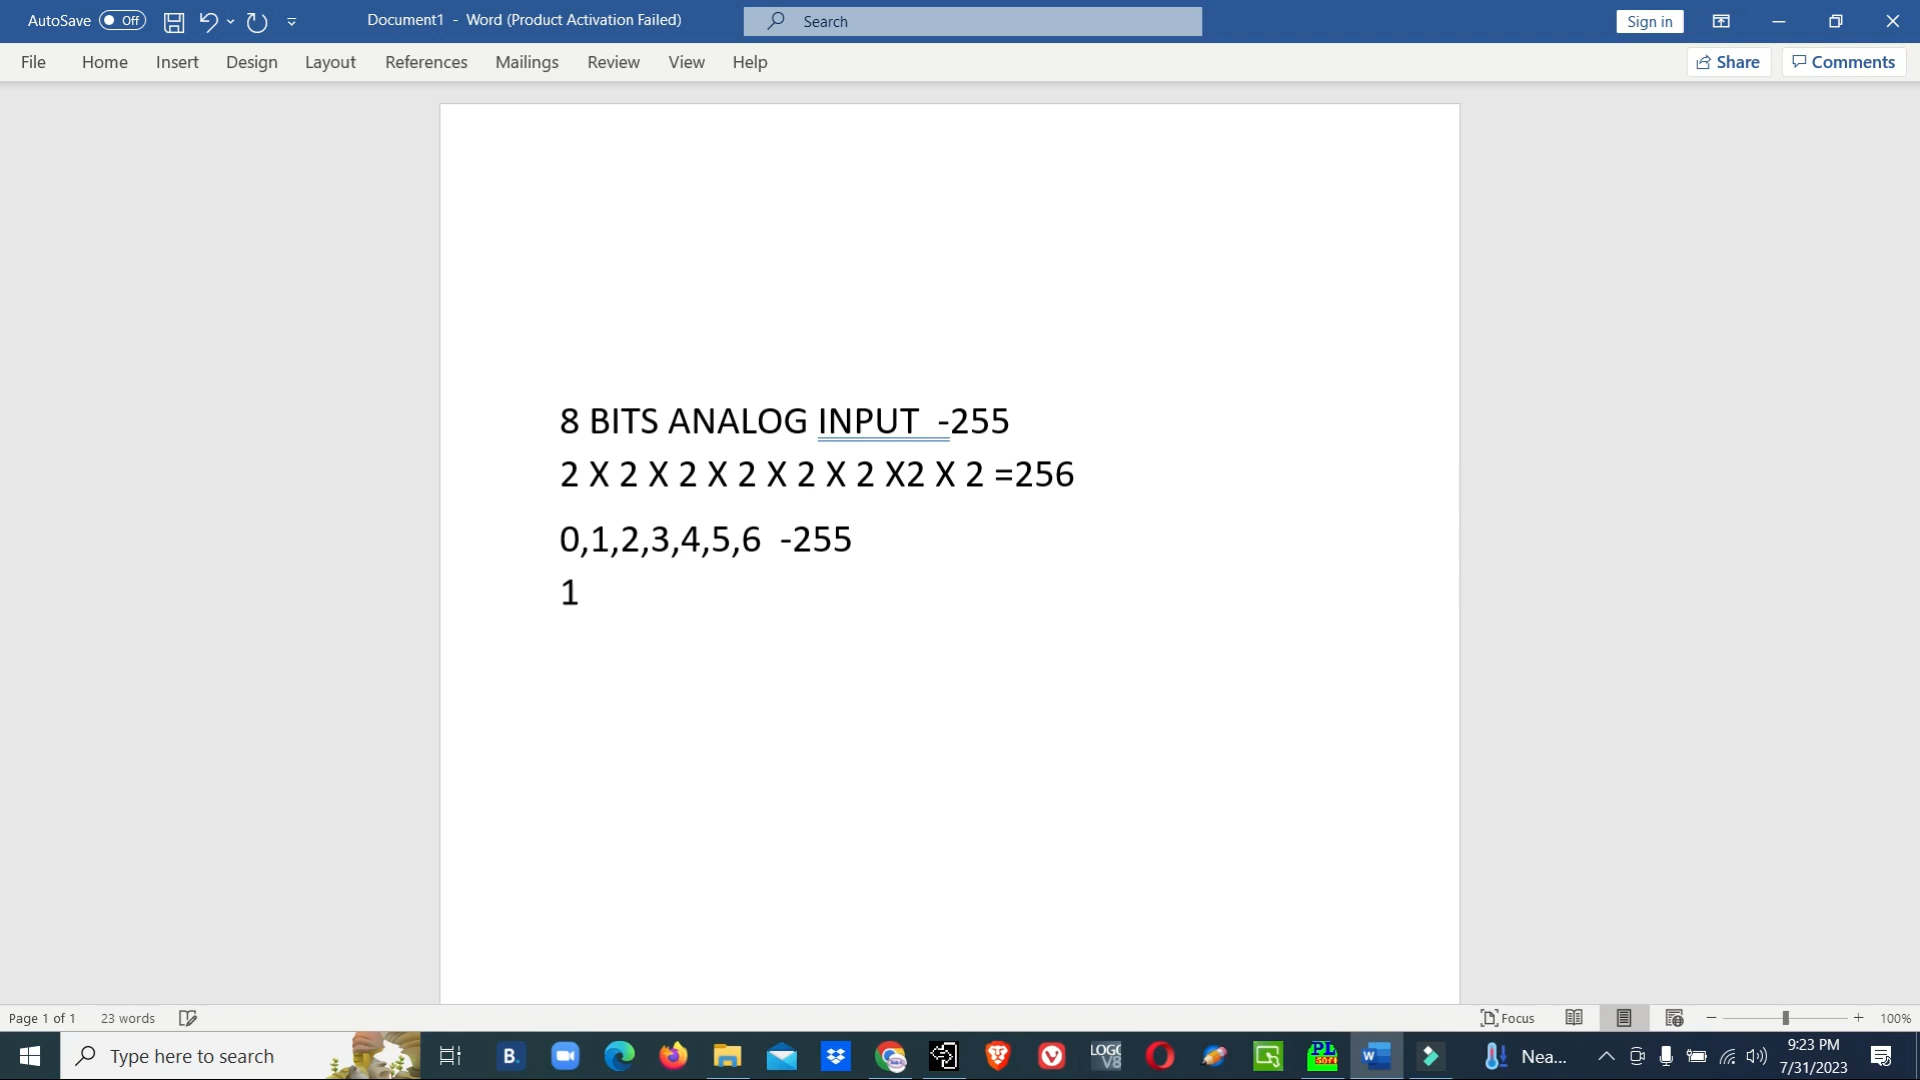 AutoSave Off Document1 - Word (Product Activation Failed) Search Sign in
File Home Insert Design Layout References Mailings Review View Help Share Comments
8 BITS ANALOG INPUT -255
2 X 2 X 2 X 2 X 2 X 2 X2 X 2 =256
0,1,2,3,4,5,6 -255
1
Page 1 of 1 23 words Focus 100%
Type here to search B. LOGO V8 W Nea... 9:23 PM
7/31/2023